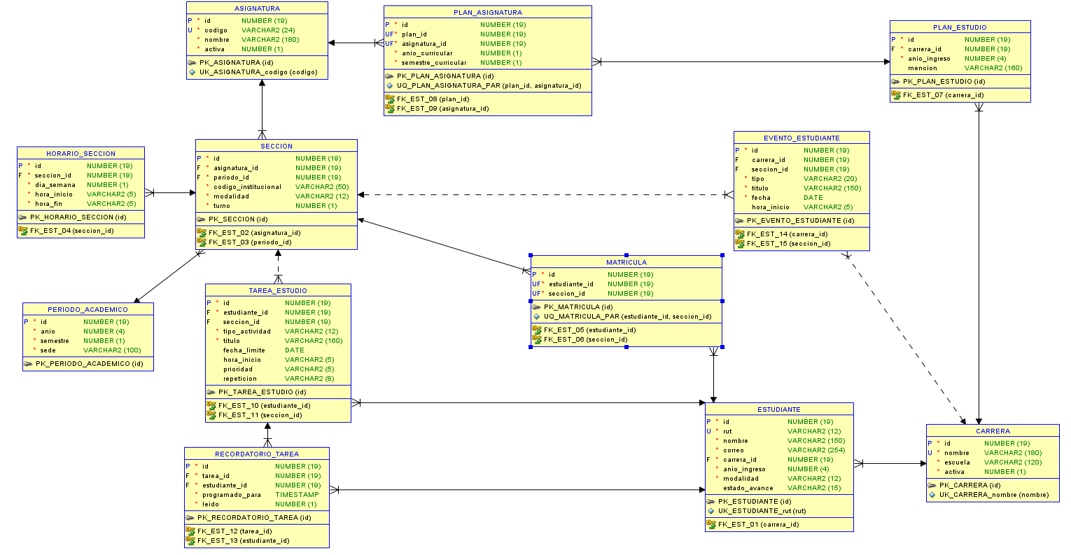 ASIGNATURA
P * id NUMBER (19)
U * codigo VARCHAR2 (24)
* nombre VARCHAR2 (180)
* activa NUMBER (1)
PK_ASIGNATURA (id)
UK_ASIGNATURA_codigo (codigo)
PLAN_ASIGNATURA
P * id NUMBER (19)
UF* plan_id NUMBER (19)
UF* asignatura_id NUMBER (19)
* anio_curricular NUMBER (1)
* semestre_curricular NUMBER (1)
PK_PLAN_ASIGNATURA (id)
UQ_PLAN_ASIGNATURA_PAR (plan_id, asignatura_id)
FK_EST_08 (plan_id)
FK_EST_09 (asignatura_id)
PLAN_ESTUDIO
P * id NUMBER (19)
F * carrera_id NUMBER (19)
* anio_ingreso NUMBER (4)
mencion VARCHAR2 (160)
PK_PLAN_ESTUDIO (id)
FK_EST_07 (carrera_id)
HORARIO_SECCION
P * id NUMBER (19)
F * seccion_id NUMBER (19)
* dia_semana NUMBER (1)
* hora_inicio VARCHAR2 (5)
* hora_fin VARCHAR2 (5)
PK_HORARIO_SECCION (id)
FK_EST_04 (seccion_id)
SECCION
P * id NUMBER (19)
F * asignatura_id NUMBER (19)
F * periodo_id NUMBER (19)
* codigo_institucional VARCHAR2 (50)
* modalidad VARCHAR2 (12)
* turno NUMBER (1)
PK_SECCION (id)
FK_EST_02 (asignatura_id)
FK_EST_03 (periodo_id)
EVENTO_ESTUDIANTE
P * id NUMBER (19)
F carrera_id NUMBER (19)
F seccion_id NUMBER (19)
* tipo VARCHAR2 (20)
* titulo VARCHAR2 (150)
* fecha DATE
hora_inicio VARCHAR2 (5)
PK_EVENTO_ESTUDIANTE (id)
FK_EST_14 (carrera_id)
FK_EST_15 (seccion_id)
MATRICULA
P * id NUMBER (19)
UF* estudiante_id NUMBER (19)
UF* seccion_id NUMBER (19)
PK_MATRICULA (id)
UQ_MATRICULA_PAR (estudiante_id, seccion_id)
FK_EST_05 (estudiante_id)
FK_EST_06 (seccion_id)
PERIODO_ACADEMICO
P * id NUMBER (19)
* anio NUMBER (4)
* semestre NUMBER (1)
* sede VARCHAR2 (100)
PK_PERIODO_ACADEMICO (id)
TAREA_ESTUDIO
P * id NUMBER (19)
F * estudiante_id NUMBER (19)
F seccion_id NUMBER (19)
* tipo_actividad VARCHAR2 (12)
* titulo VARCHAR2 (160)
fecha_limite DATE
hora_inicio VARCHAR2 (5)
prioridad VARCHAR2 (5)
repeticion VARCHAR2 (8)
PK_TAREA_ESTUDIO (id)
FK_EST_10 (estudiante_id)
FK_EST_11 (seccion_id)
ESTUDIANTE
P * id NUMBER (19)
U * rut VARCHAR2 (12)
* nombre VARCHAR2 (150)
* correo VARCHAR2 (254)
F * carrera_id NUMBER (19)
* anio_ingreso NUMBER (4)
* modalidad VARCHAR2 (12)
estado_avance VARCHAR2 (15)
PK_ESTUDIANTE (id)
UK_ESTUDIANTE_rut (rut)
FK_EST_01 (carrera_id)
CARRERA
P * id NUMBER (19)
U * nombre VARCHAR2 (180)
* escuela VARCHAR2 (120)
* activa NUMBER (1)
PK_CARRERA (id)
UK_CARRERA_nombre (nombre)
RECORDATORIO_TAREA
P * id NUMBER (19)
F * tarea_id NUMBER (19)
F * estudiante_id NUMBER (19)
* programado_para TIMESTAMP
* leido NUMBER (1)
PK_RECORDATORIO_TAREA (id)
FK_EST_12 (tarea_id)
FK_EST_13 (estudiante_id)